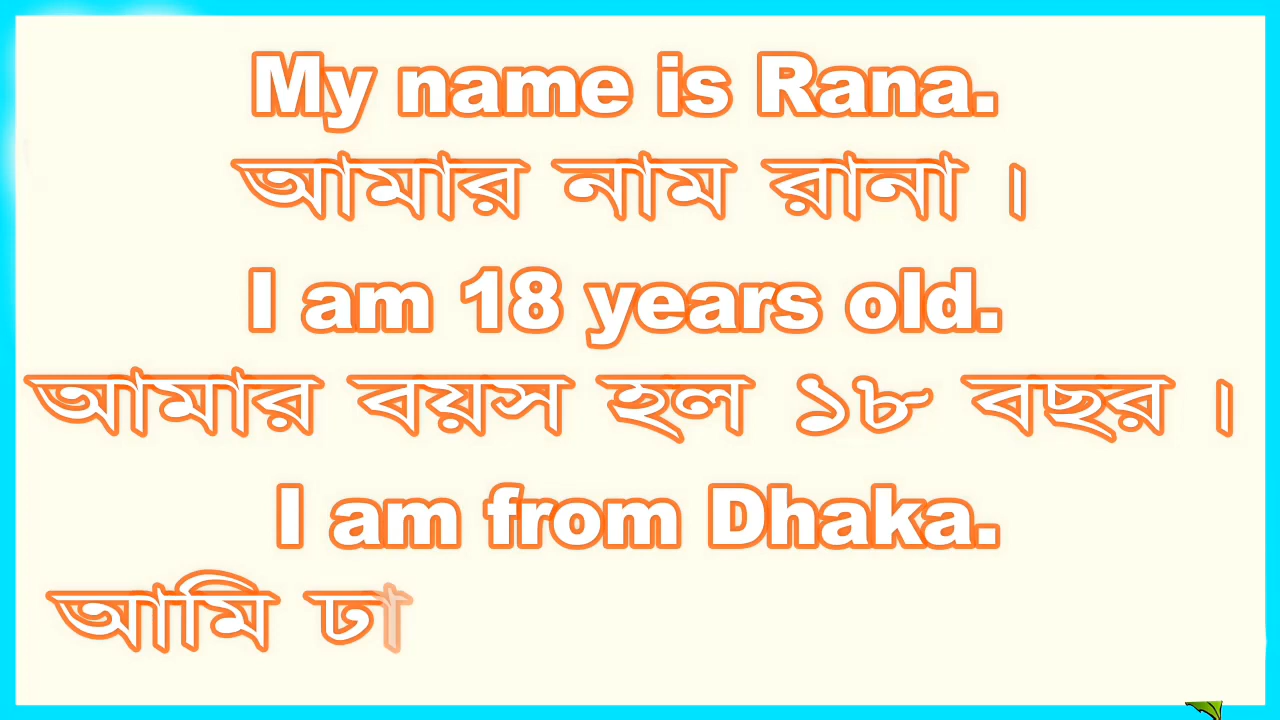 My name is Rana.
আমার নাম রানা ।
I am 18 years old.
আমার বয়স হল ১৮ বছর ।
I am from Dhaka.
আমি ঢা